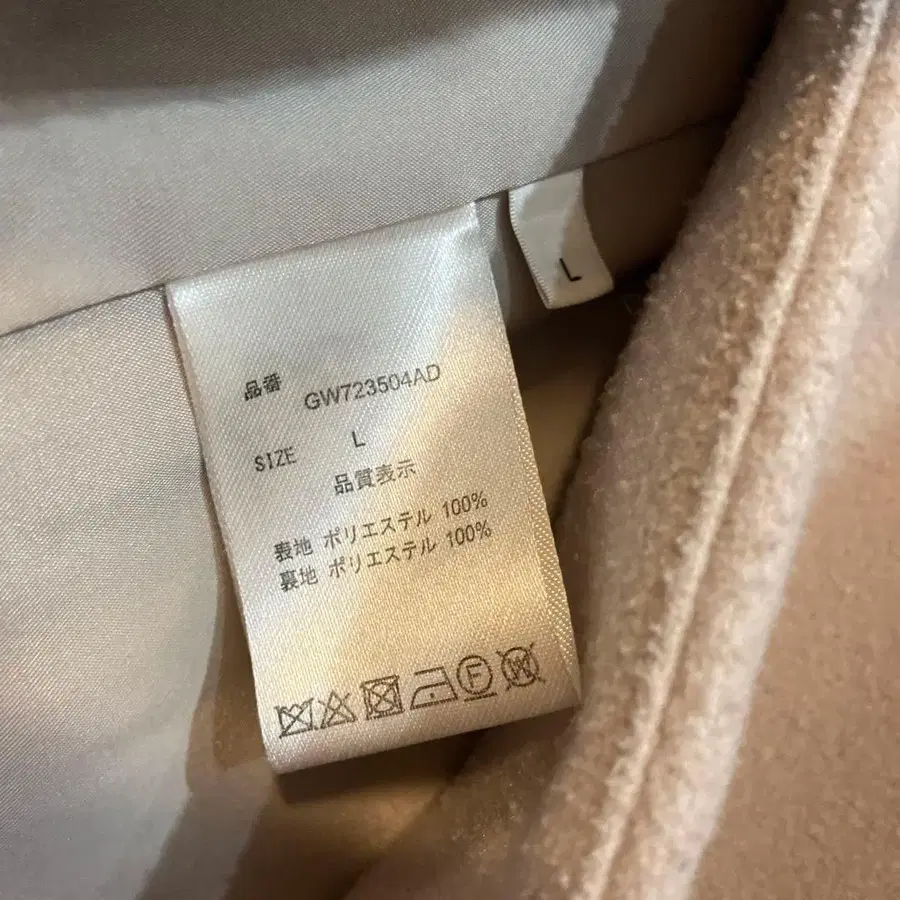 L
品番 GW723504AD
SIZE L
品質表示
表地 ポリエステル 100%
裏地 ポリエステル 100%
F W